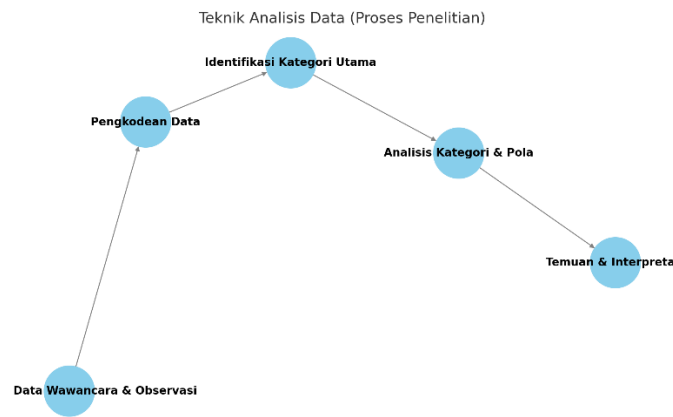 Teknik Analisis Data (Proses Penelitian)
Identifikasi Kategori Utama
Pengkodean Data
Analisis Kategori & Pola
Temuan & Interpreta
Data Wawancara & Observasi